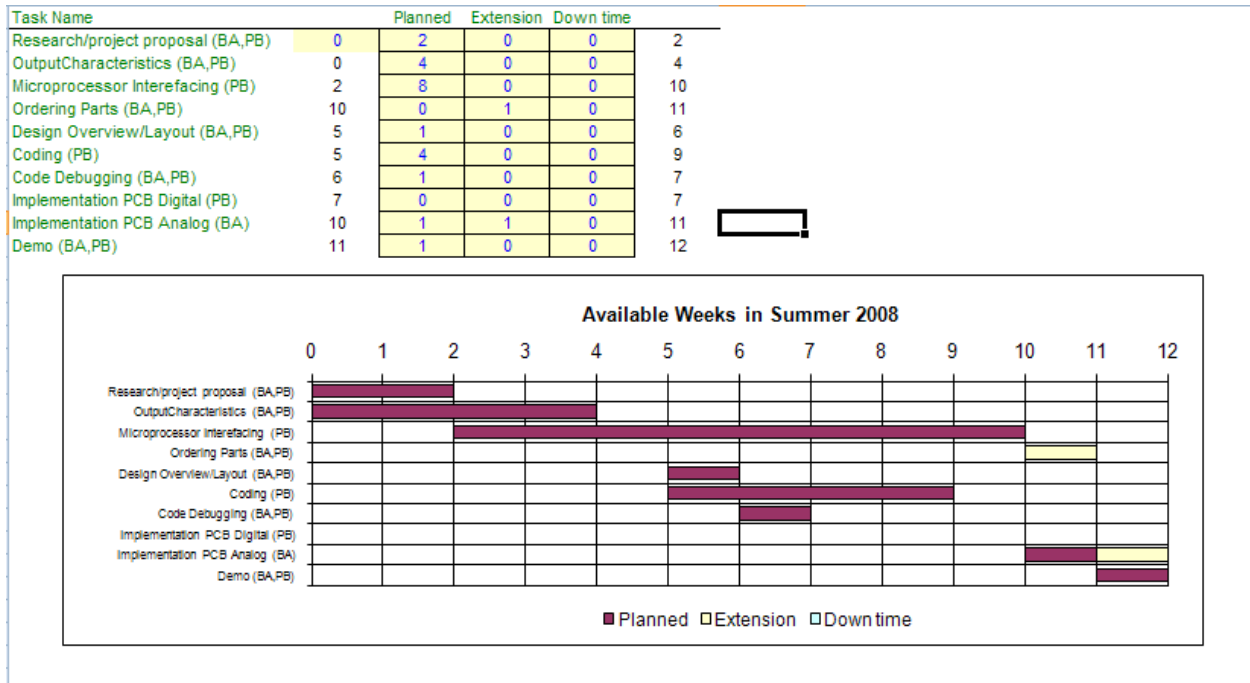 Task Name Planned Extension Down time
Research/project proposal (BA,PB) 0 2 0 0 2
OutputCharacteristics (BA,PB) 0 4 0 0 4
Microprocessor Interefacing (PB) 2 8 0 0 10
Ordering Parts (BA,PB) 10 0 1 0 11
Design Overview/Layout (BA,PB) 5 1 0 0 6
Coding (PB) 5 4 0 0 9
Code Debugging (BA,PB) 6 1 0 0 7
Implementation PCB Digital (PB) 7 0 0 0 7
Implementation PCB Analog (BA) 10 1 1 0 11
Demo (BA,PB) 11 1 0 0 12
Available Weeks in Summer 2008
0 1 2 3 4 5 6 7 8 9 10 11 12
Research/project proposal (BA,PB)
OutputCharacteristics (BA,PB)
Microprocessor Interefacing (PB)
Ordering Parts (BA,PB)
Design Overview/Layout (BA,PB)
Coding (PB)
Code Debugging (BA,PB)
Implementation PCB Digital (PB)
Implementation PCB Analog (BA)
Demo (BA,PB)
Planned Extension Down time